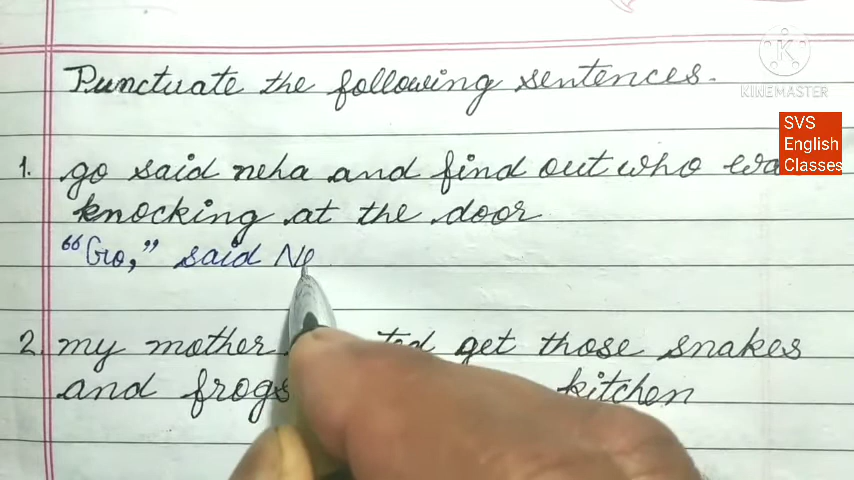 KINEMASTER
SVS
English
Classes
Punctuate the following sentences.
1. go said neha and find out who
knocking at the door
"Go," said Ne
2. my mother get those snakes
and frogs kitchen